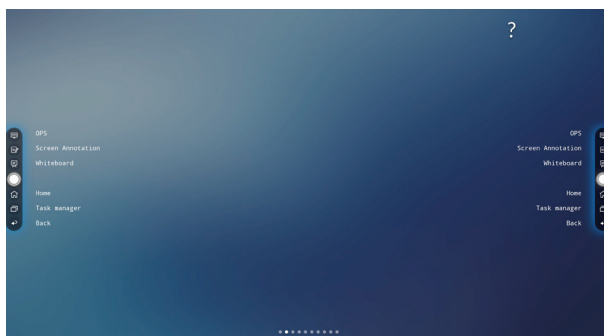 ?
OPS
Screen Annotation
Whiteboard
Home
Task manager
Back
OPS
Screen Annotation
Whiteboard
Home
Task manager
Back